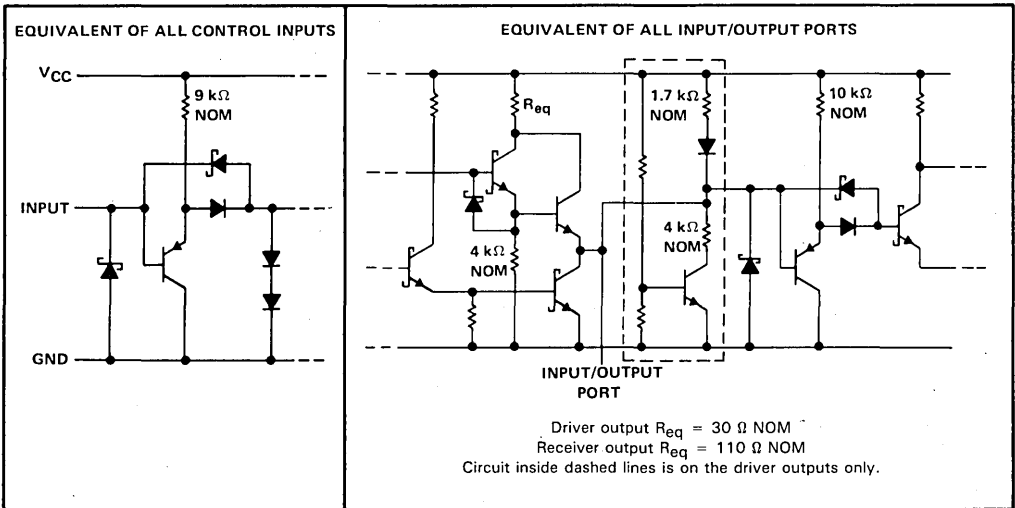 EQUIVALENT OF ALL CONTROL INPUTS
VCC
9 kΩ
NOM
INPUT
GND
EQUIVALENT OF ALL INPUT/OUTPUT PORTS
Req
1.7 kΩ
NOM
10 kΩ
NOM
4 kΩ
NOM
4 kΩ
NOM
INPUT/OUTPUT
PORT
Driver output Req = 30 Ω NOM
Receiver output Req = 110 Ω NOM
Circuit inside dashed lines is on the driver outputs only.